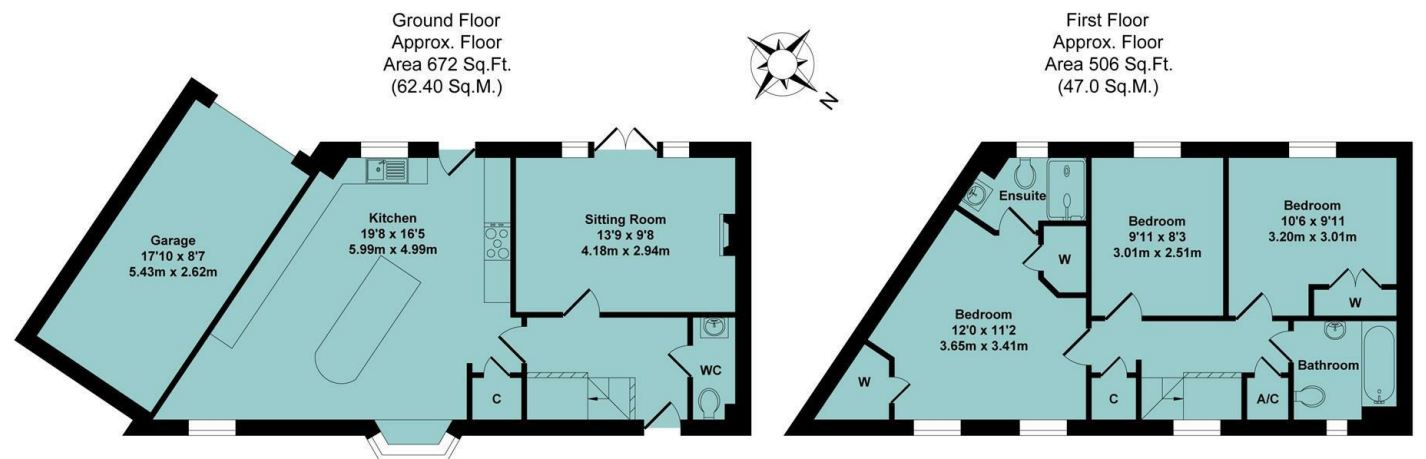 Ground Floor
Approx. Floor
Area 672 Sq.Ft.
(62.40 Sq.M.)
N
First Floor
Approx. Floor
Area 506 Sq.Ft.
(47.0 Sq.M.)
Garage
17'10 x 8'7
5.43m x 2.62m
Kitchen
19'8 x 16'5
5.99m x 4.99m
Sitting Room
13'9 x 9'8
4.18m x 2.94m
WC
C
Ensuite
W
Bedroom
9'11 x 8'3
3.01m x 2.51m
Bedroom
10'6 x 9'11
3.20m x 3.01m
W
Bedroom
12'0 x 11'2
3.65m x 3.41m
W
C
A/C
Bathroom